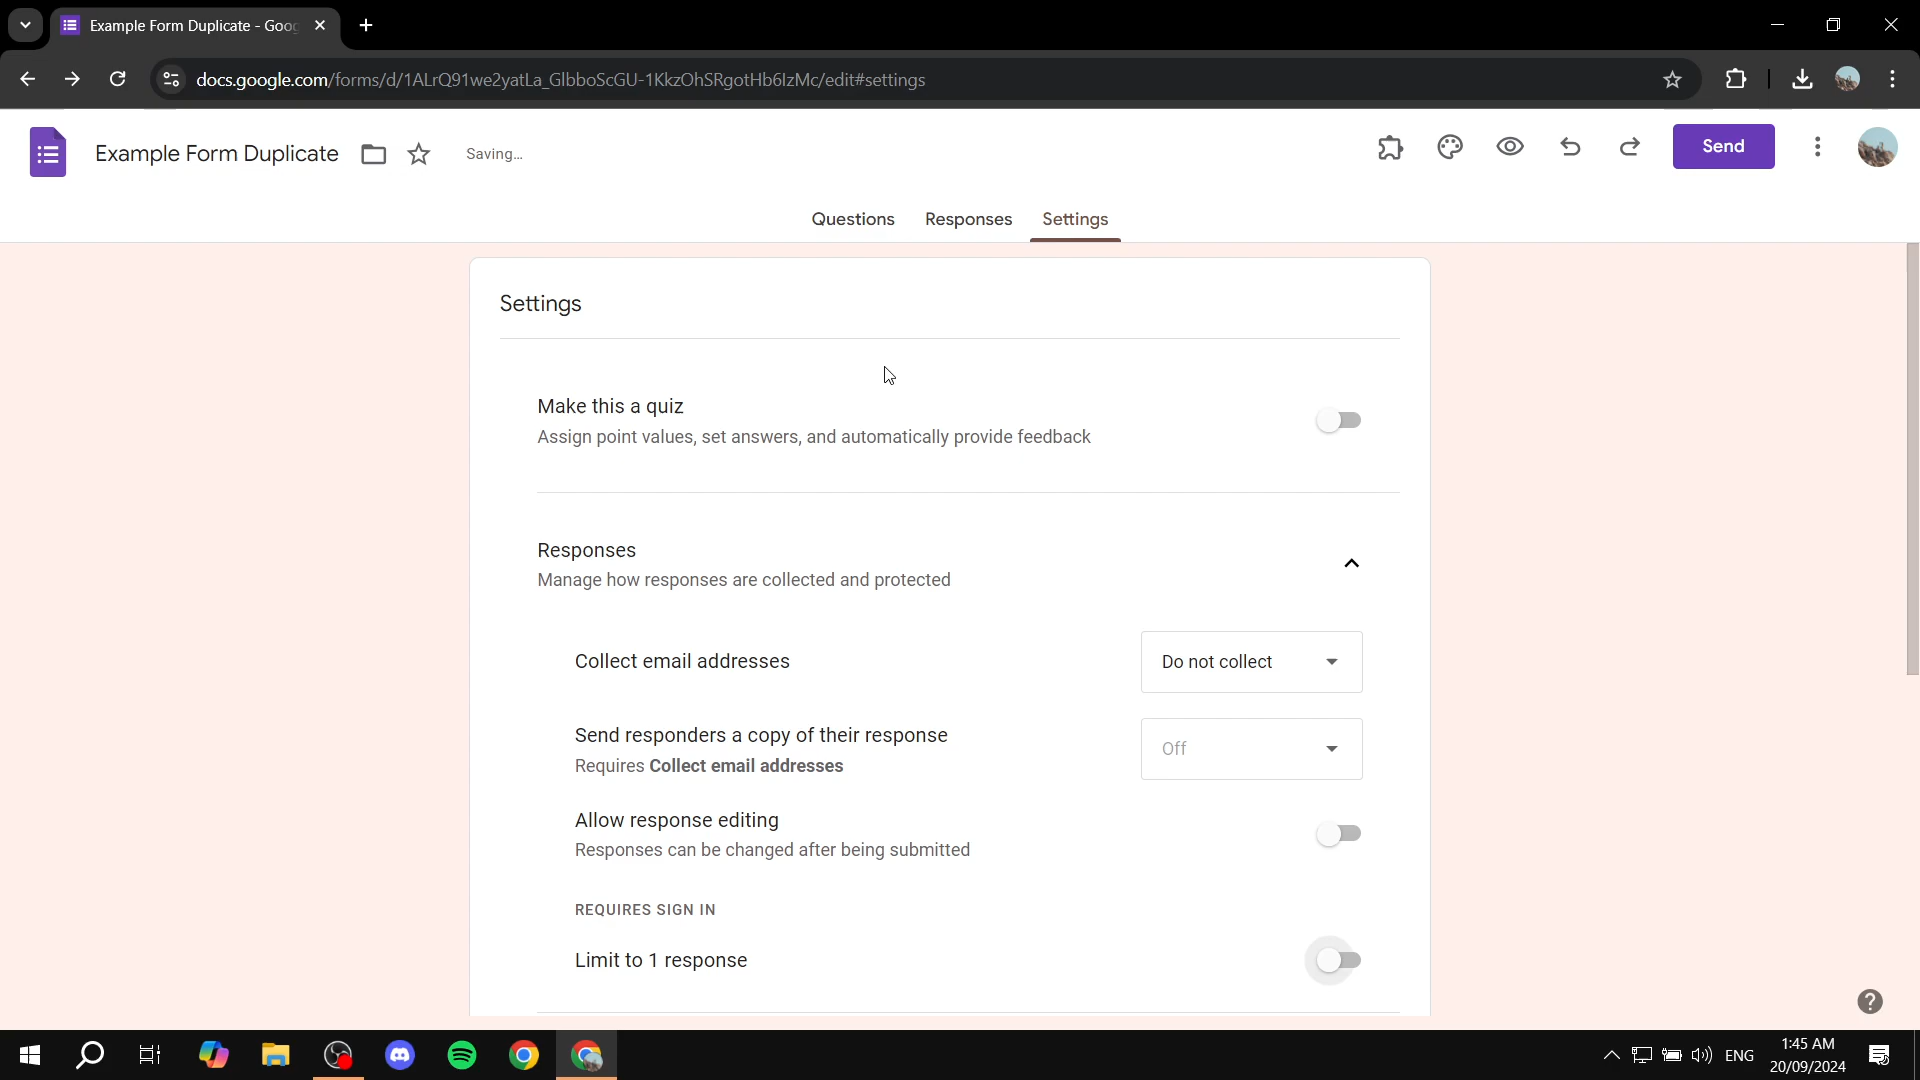 Example Form Duplicate - Goog
docs.google.com/forms/d/1ALrQ91we2yatLa_GlbboScGU-1KkzOhSRgotHb6IzMc/edit#settings
Example Form Duplicate
Saving...
Send
Questions
Responses
Settings
Settings
Make this a quiz
Assign point values, set answers, and automatically provide feedback
Responses
Manage how responses are collected and protected
Collect email addresses
Do not collect
Send responders a copy of their response
Requires Collect email addresses
Off
Allow response editing
Responses can be changed after being submitted
REQUIRES SIGN IN
Limit to 1 response
ENG
1:45 AM
20/09/2024